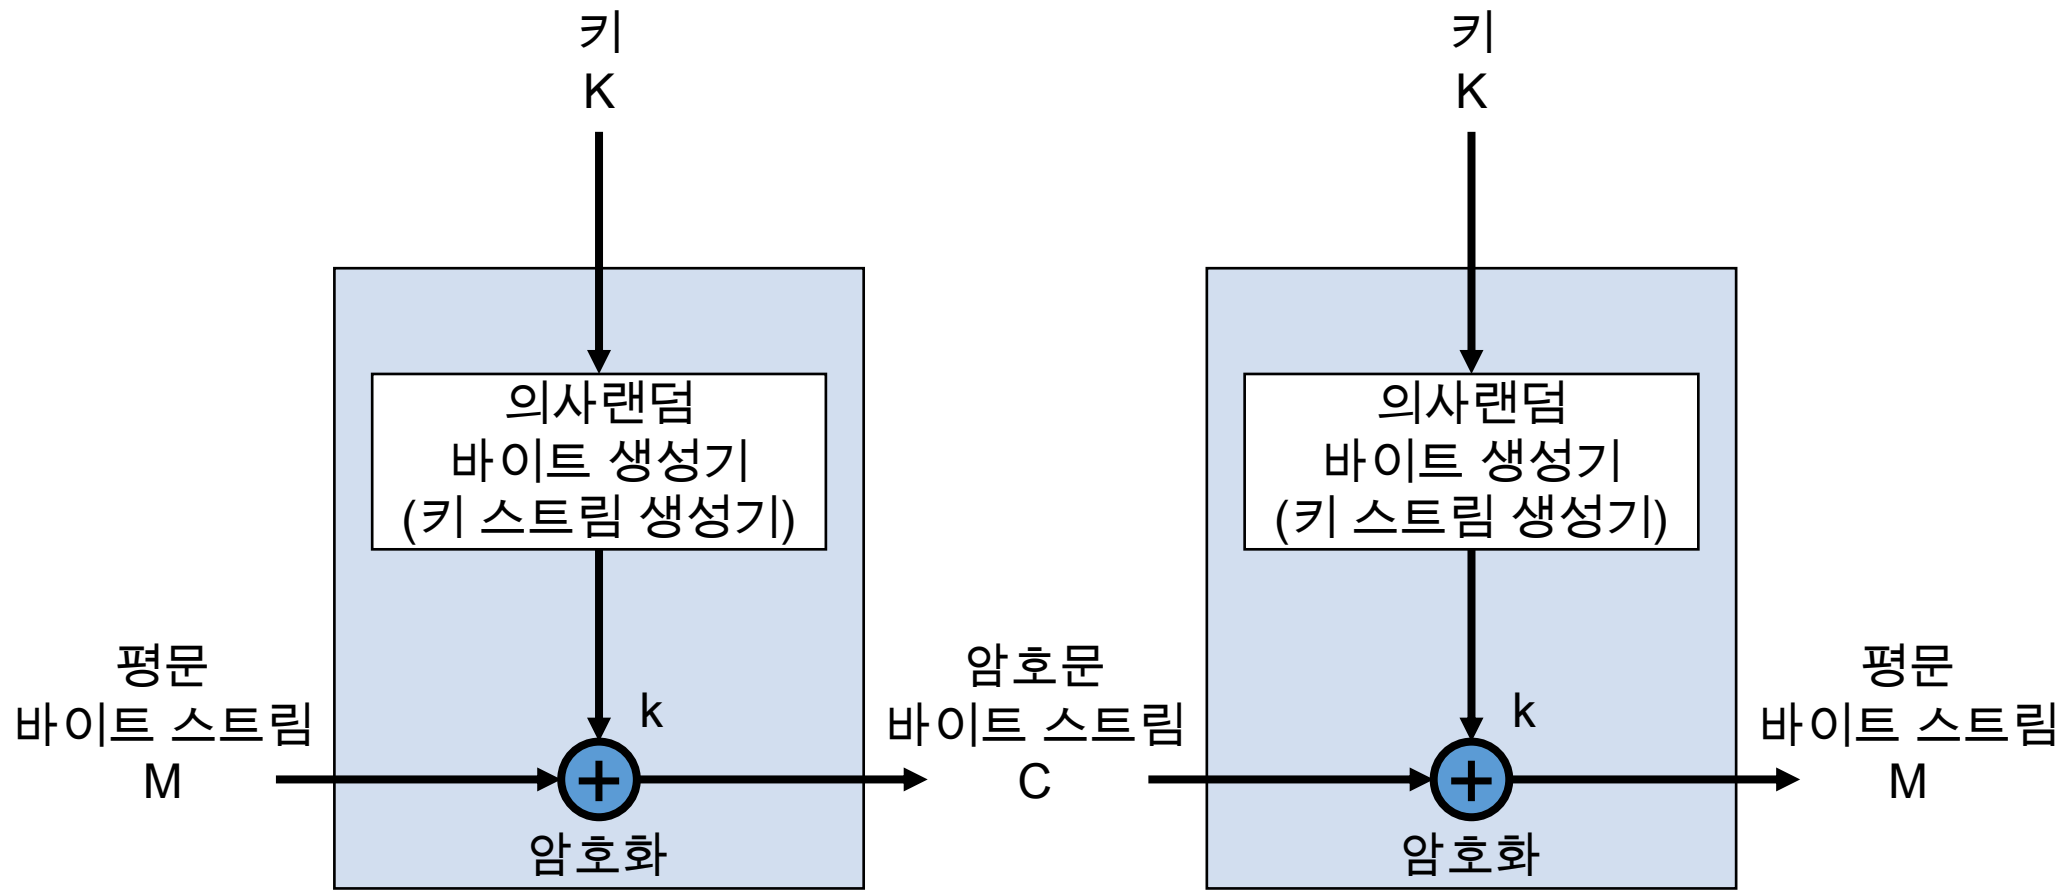 키
K
키
K
의사랜덤
바이트 생성기
(키 스트림 생성기)
의사랜덤
바이트 생성기
(키 스트림 생성기)
평문
바이트 스트림
M
k
암호화
암호문
바이트 스트림
C
k
암호화
평문
바이트 스트림
M